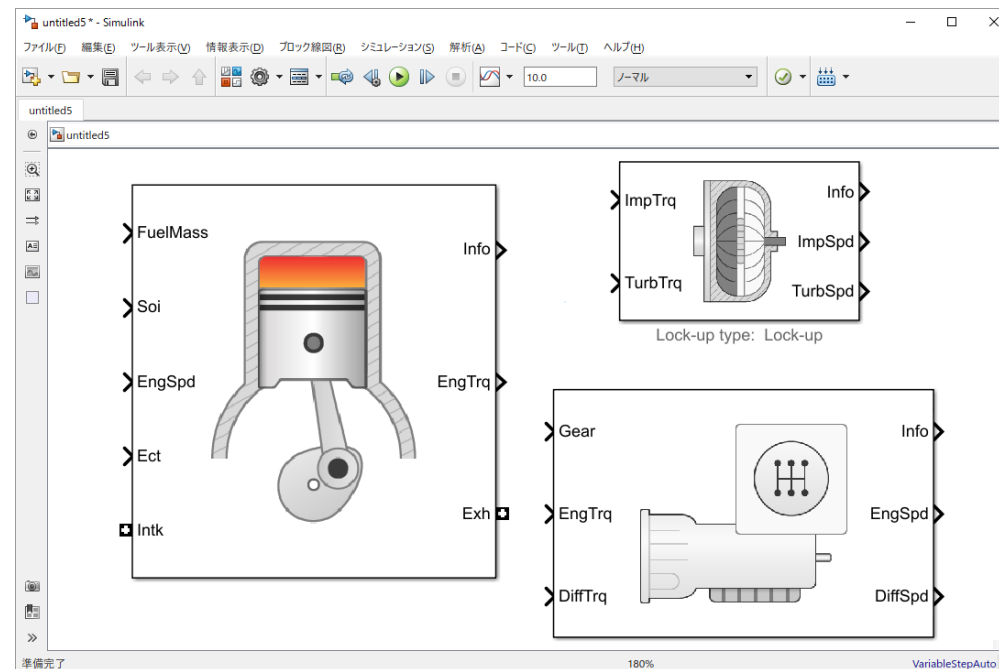 untitled5 * - Simulink
ファイル(F) 編集(E) ツール表示(V) 情報表示(D) ブロック線図(R) シミュレーション(S) 解析(A) コード(C) ツール(T) ヘルプ(H)
10.0 ノーマル
untitled5
untitled5
FuelMass
Soi
EngSpd
Ect
Intk
Info
EngTrq
Exh
ImpTrq
TurbTrq
Info
ImpSpd
TurbSpd
Lock-up type: Lock-up
Gear
EngTrq
DiffTrq
Info
EngSpd
DiffSpd
準備完了 180% VariableStepAuto